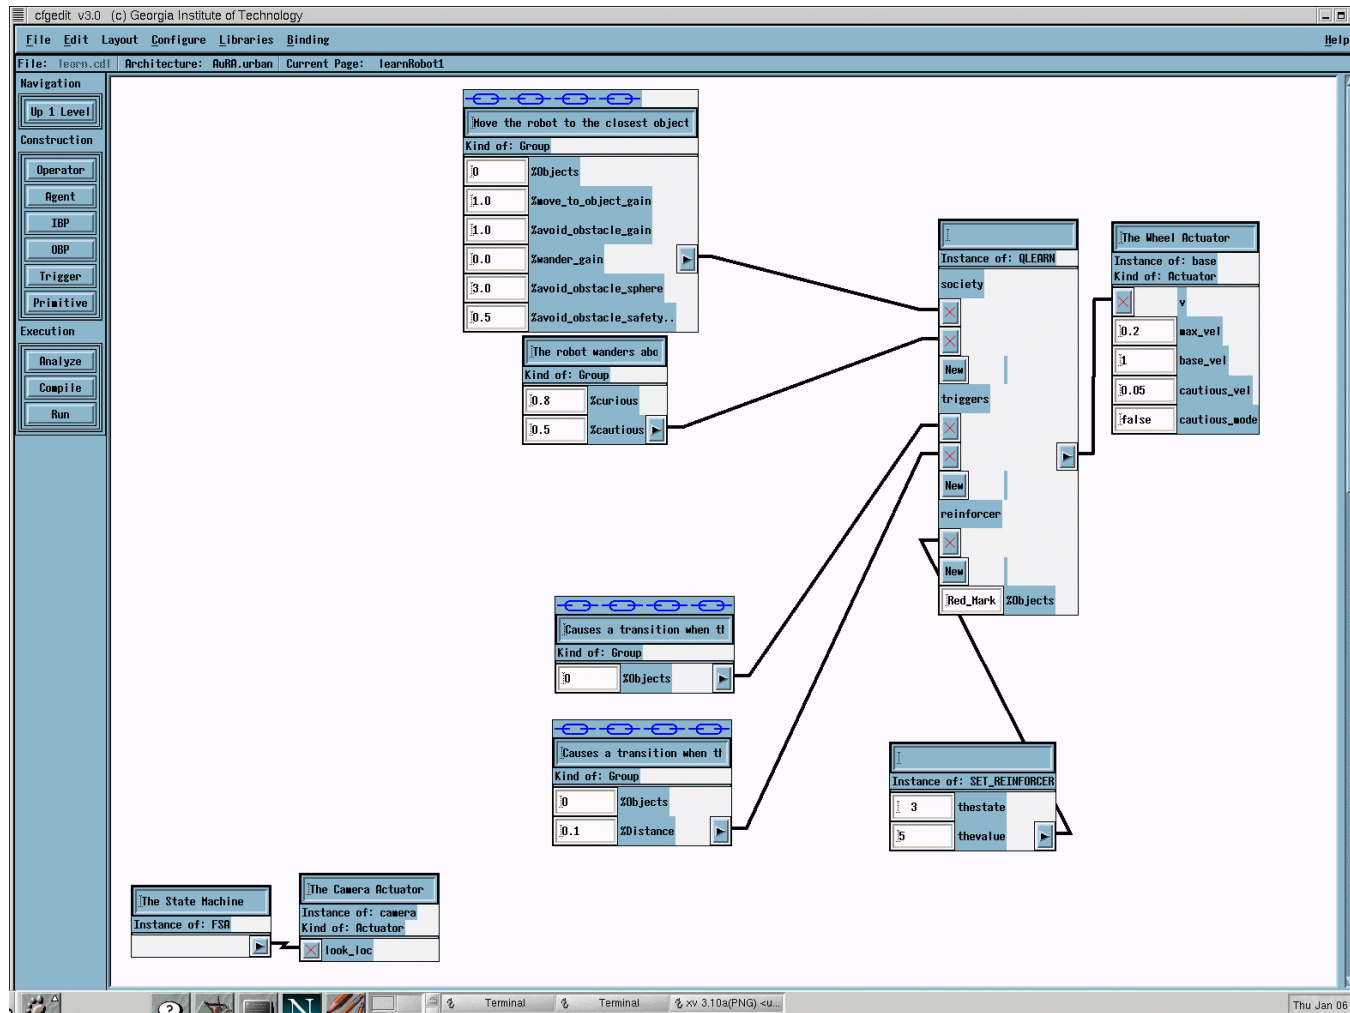 cfgedit v3.0 (c) Georgia Institute of Technology
File Edit Layout Configure Libraries Binding Help
File: learn.cdl Architecture: AuRA.urban Current Page: learnRobot1
Navigation
Up 1 Level
Construction
Operator
Agent
IBP
OBP
Trigger
Primitive
Execution
Analyze
Compile
Run
Move the robot to the closest object
Kind of: Group
0 %Objects
1.0 %move_to_object_gain
1.0 %avoid_obstacle_gain
0.0 %wander_gain
3.0 %avoid_obstacle_sphere
0.5 %avoid_obstacle_safety..
The robot wanders abo
Kind of: Group
0.8 %curious
0.5 %cautious
Instance of: QLEARN
society
New
triggers
New
reinforcer
New
Red_Mark %Objects
The Wheel Actuator
Instance of: base
Kind of: Actuator
v
0.2 max_vel
1 base_vel
0.05 cautious_vel
false cautious_mode
Causes a transition when th
Kind of: Group
0 %Objects
Causes a transition when th
Kind of: Group
0 %Objects
0.1 %Distance
Instance of: SET_REINFORCER
3 thestate
5 thevalue
The State Machine
Instance of: FSA
The Camera Actuator
Instance of: camera
Kind of: Actuator
look_loc
Terminal Terminal xv 3.10a(PNG) <u...
Thu Jan 06